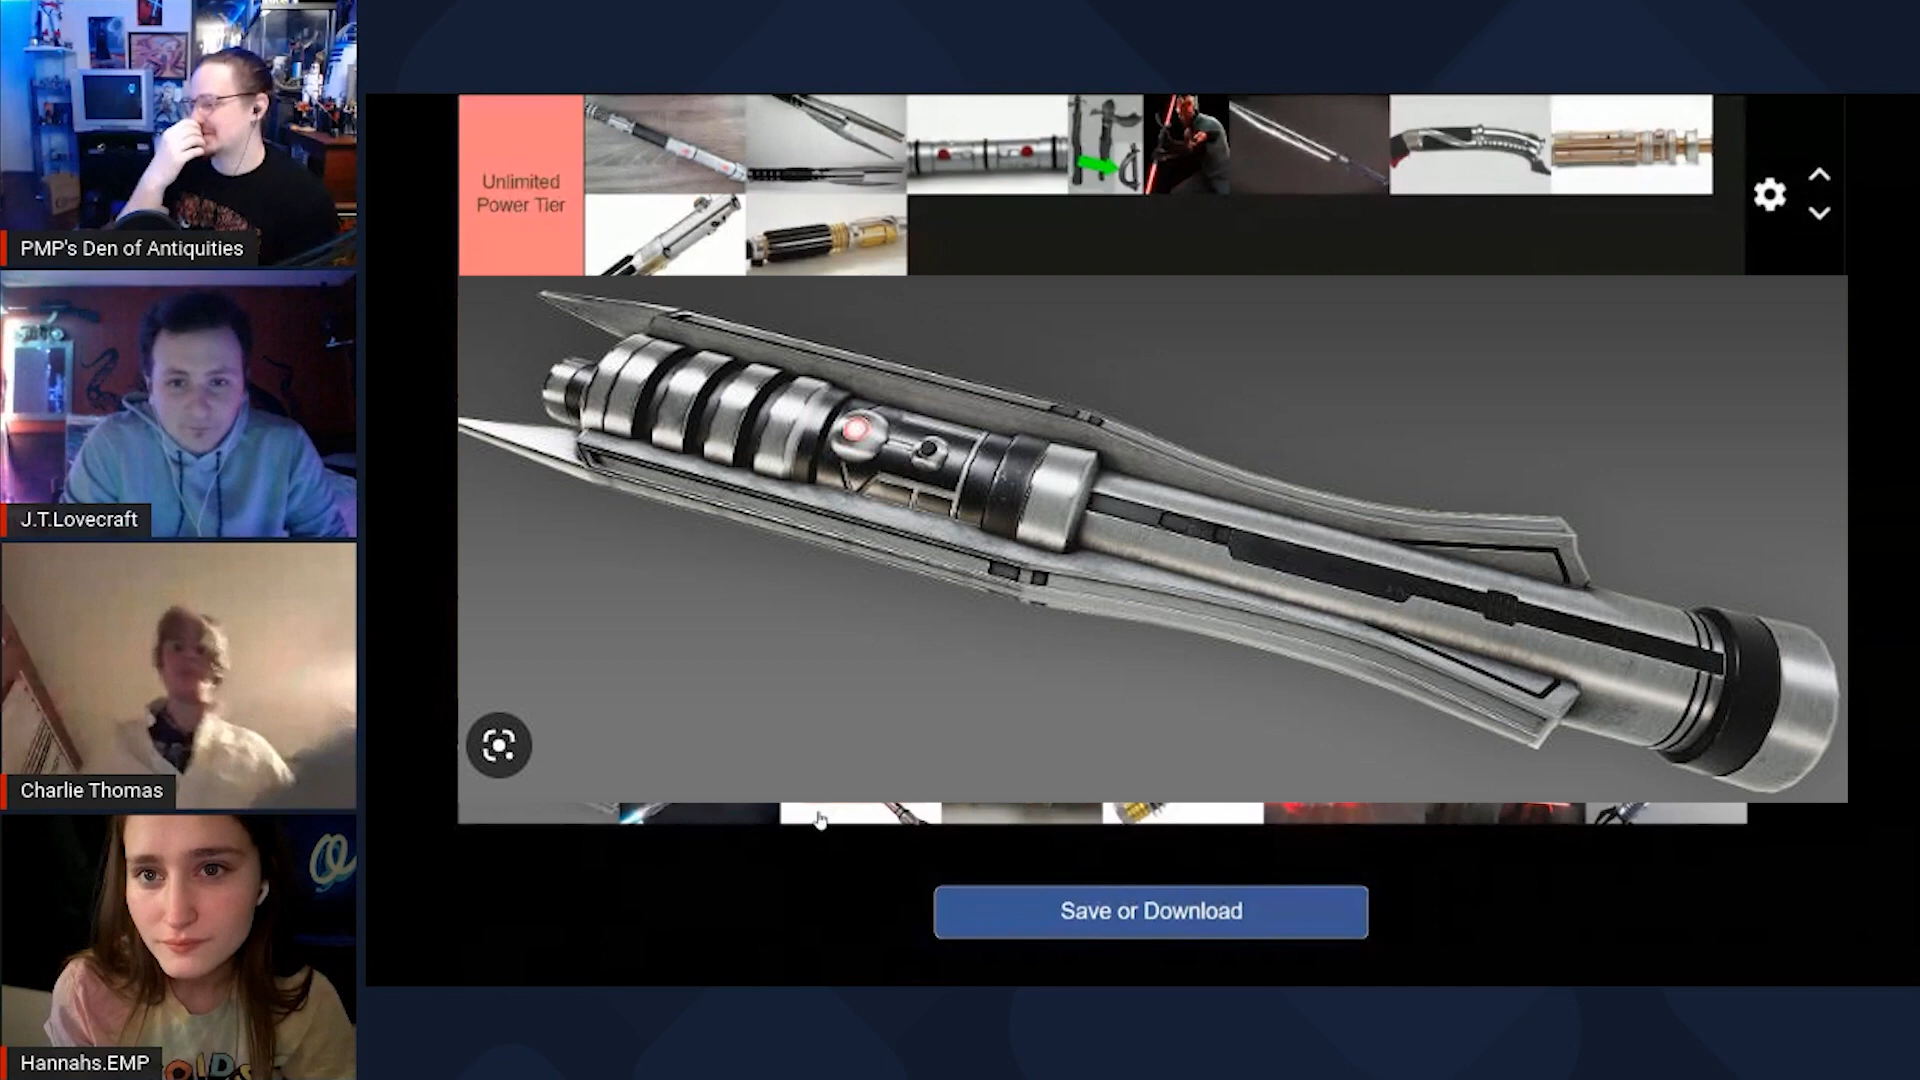 PMP's Den of Antiquities
J.T.Lovecraft
Charlie Thomas
Hannahs.EMP
Unlimited
Power Tier
Save or Download